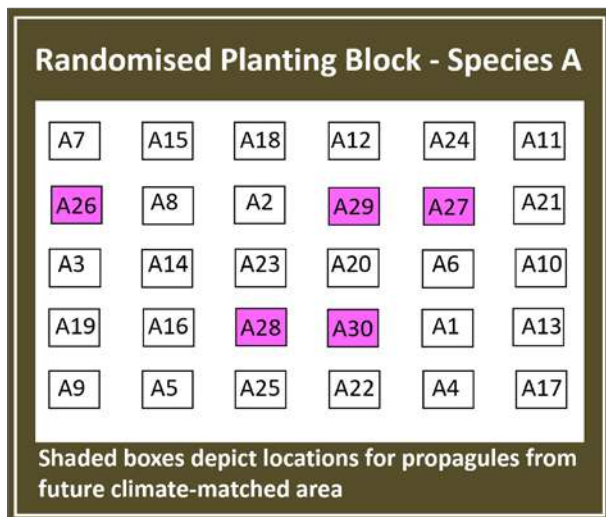 Randomised Planting Block - Species A
A7 A15 A18 A12 A24 A11
A26 A8 A2 A29 A27 A21
A3 A14 A23 A20 A6 A10
A19 A16 A28 A30 A1 A13
A9 A5 A25 A22 A4 A17
Shaded boxes depict locations for propagules from
future climate-matched area